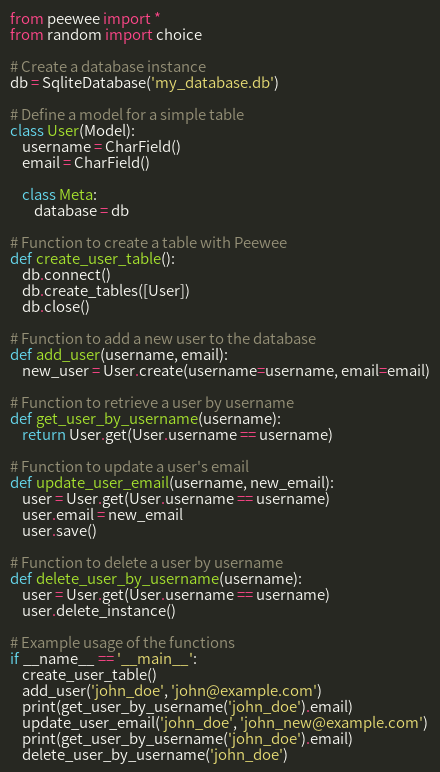 from peewee import *
from random import choice

# Create a database instance
db = SqliteDatabase('my_database.db')

# Define a model for a simple table
class User(Model):
    username = CharField()
    email = CharField()

    class Meta:
        database = db

# Function to create a table with Peewee
def create_user_table():
    db.connect()
    db.create_tables([User])
    db.close()

# Function to add a new user to the database
def add_user(username, email):
    new_user = User.create(username=username, email=email)

# Function to retrieve a user by username
def get_user_by_username(username):
    return User.get(User.username == username)

# Function to update a user's email
def update_user_email(username, new_email):
    user = User.get(User.username == username)
    user.email = new_email
    user.save()

# Function to delete a user by username
def delete_user_by_username(username):
    user = User.get(User.username == username)
    user.delete_instance()

# Example usage of the functions
if __name__ == '__main__':
    create_user_table()
    add_user('john_doe', 'john@example.com')
    print(get_user_by_username('john_doe').email)
    update_user_email('john_doe', 'john_new@example.com')
    print(get_user_by_username('john_doe').email)
    delete_user_by_username('john_doe')